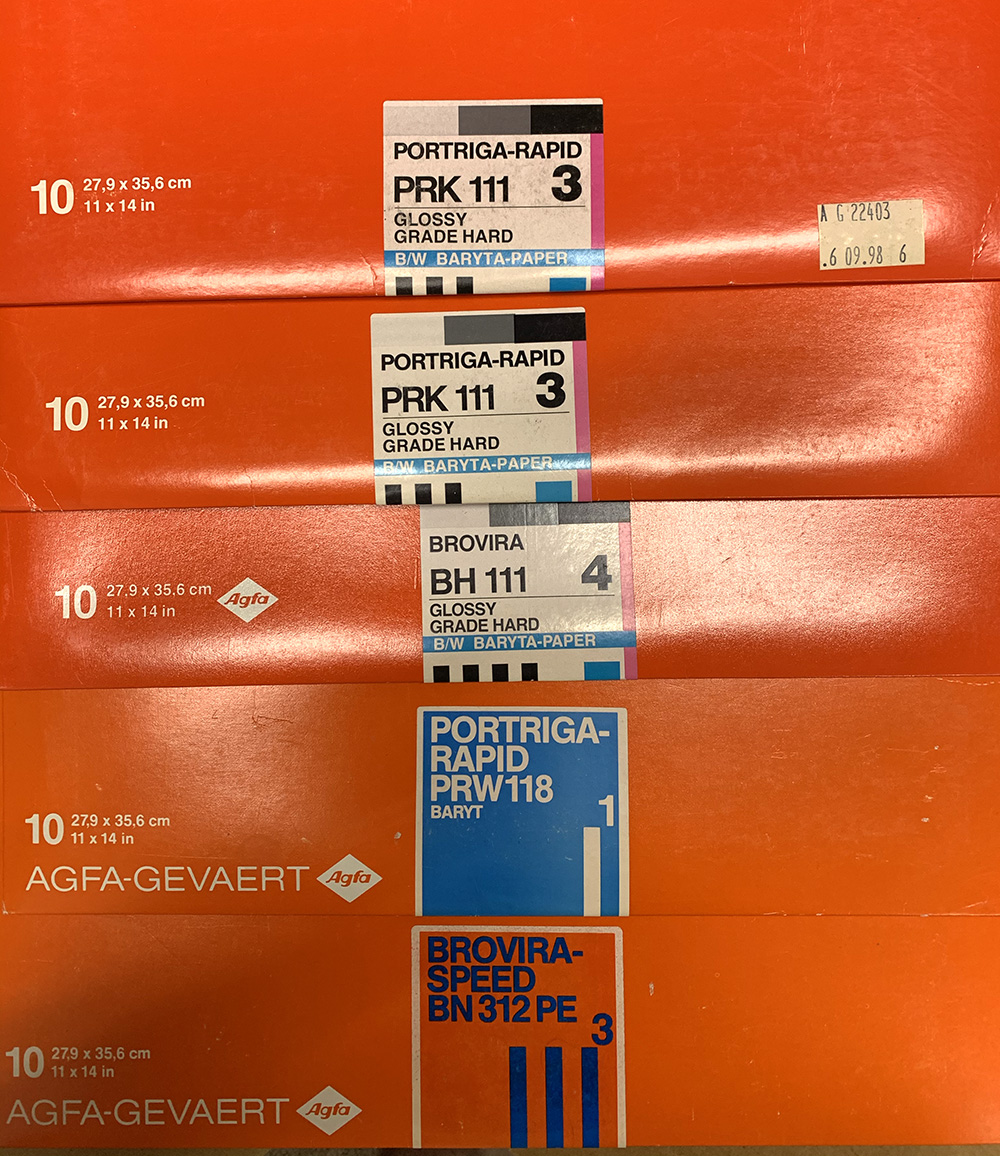 PORTRIGA-RAPID
PRK 111 3
GLOSSY
GRADE HARD
B/W BARYTA-PAPER
10 27,9 x 35,6 cm
11 x 14 in
A G 22403
.6 09.98 6
PORTRIGA-RAPID
PRK 111 3
GLOSSY
GRADE HARD
B/W BARYTA-PAPER
10 27,9 x 35,6 cm
11 x 14 in
BROVIRA
BH 111 4
GLOSSY
GRADE HARD
B/W BARYTA-PAPER
10 27,9 x 35.6 cm
11 x 14 in
Agfa
PORTRIGA-
RAPID
PRW118
BARYT
1
10 27,9 x 35.6 cm
11 x 14 in
AGFA-GEVAERT Agfa
BROVIRA-
SPEED
BN 312 PE
3
10 27,9 x 35,6 cm
11 x 14 in
AGFA-GEVAERT Agfa